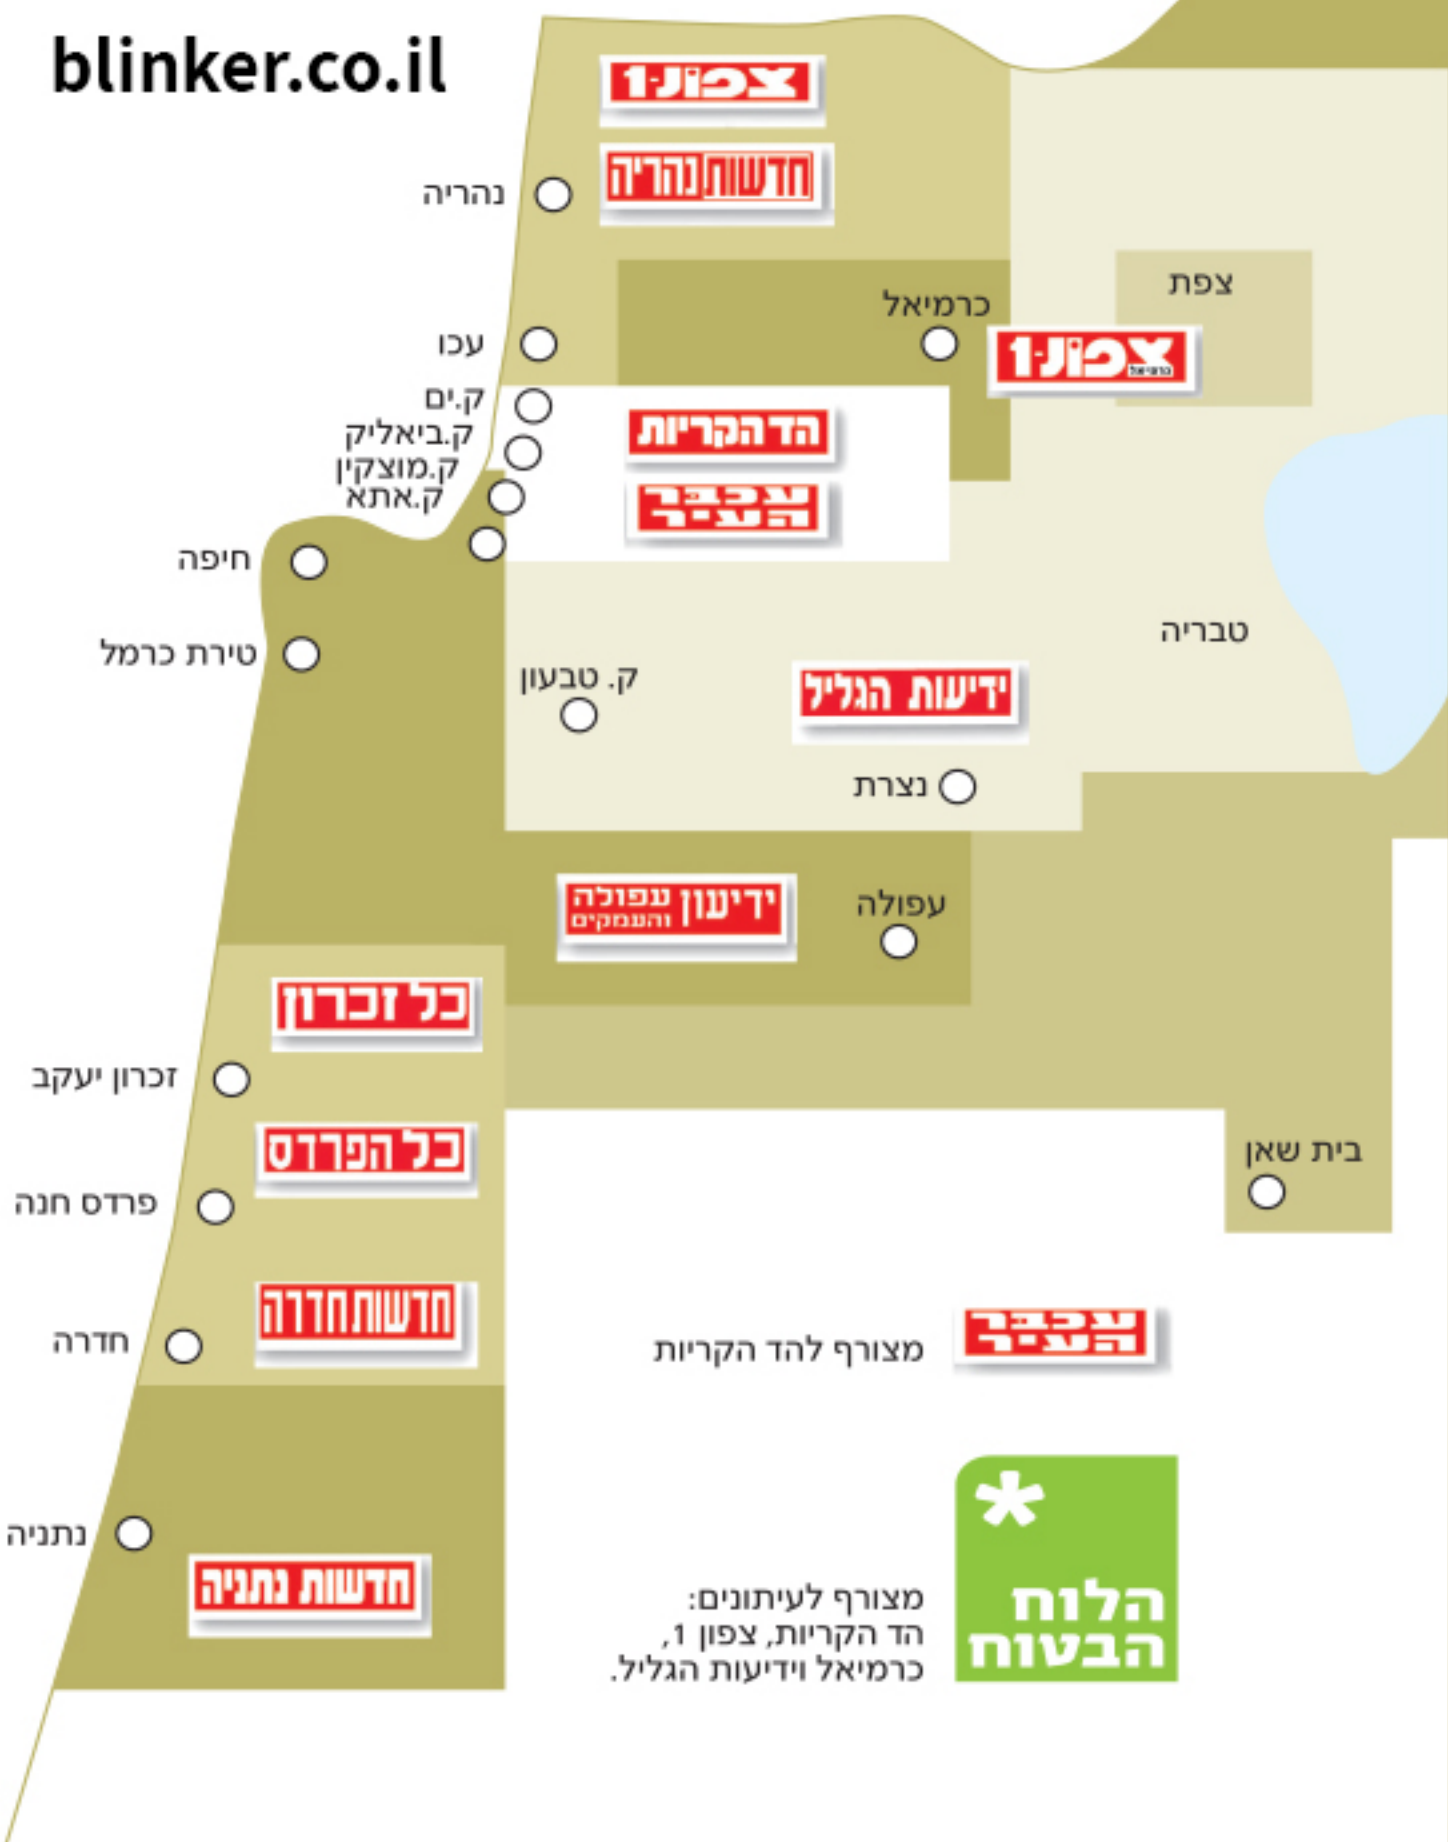 blinker.co.il
צפון-1
חדשות נהריה
נהריה
צפת
כרמיאל
עכו
צפון-1
כרמיאל
ק.ים
הד הקריות
ק.ביאליק
ק.מוצקין
ק.אתא
עכבר
העיר
חיפה
טבריה
טירת כרמל
ק. טבעון
ידיעות הגליל
נצרת
ידיעון עפולה
והעמקים
עפולה
כל זכרון
זכרון יעקב
כל הפרדס
בית שאן
פרדס חנה
חדשות חדרה
חדרה
עכבר
העיר
מצורף להד הקריות
נתניה
חדשות נתניה
*
הלוח
הבטוח
מצורף לעיתונים:
הד הקריות, צפון 1,
כרמיאל וידיעות הגליל.